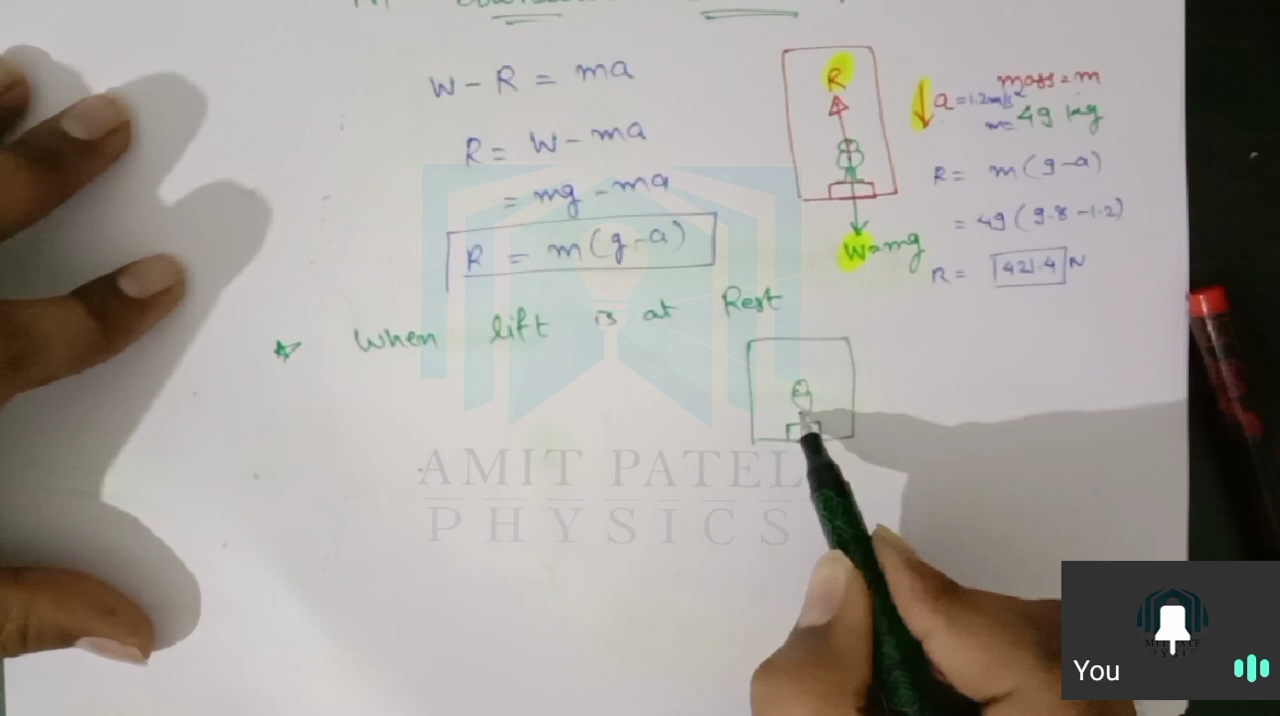 W - R = ma
R = W - ma
= mg - ma
R = m(g-a)
R
W=mg
mass = m
a = 1.2 m/s²
m = 49 kg
R = m(g-a)
= 49 (9.8 - 1.2)
R = 421.4 N
When lift is at Rest
AMIT PATEL
PHYSICS
You